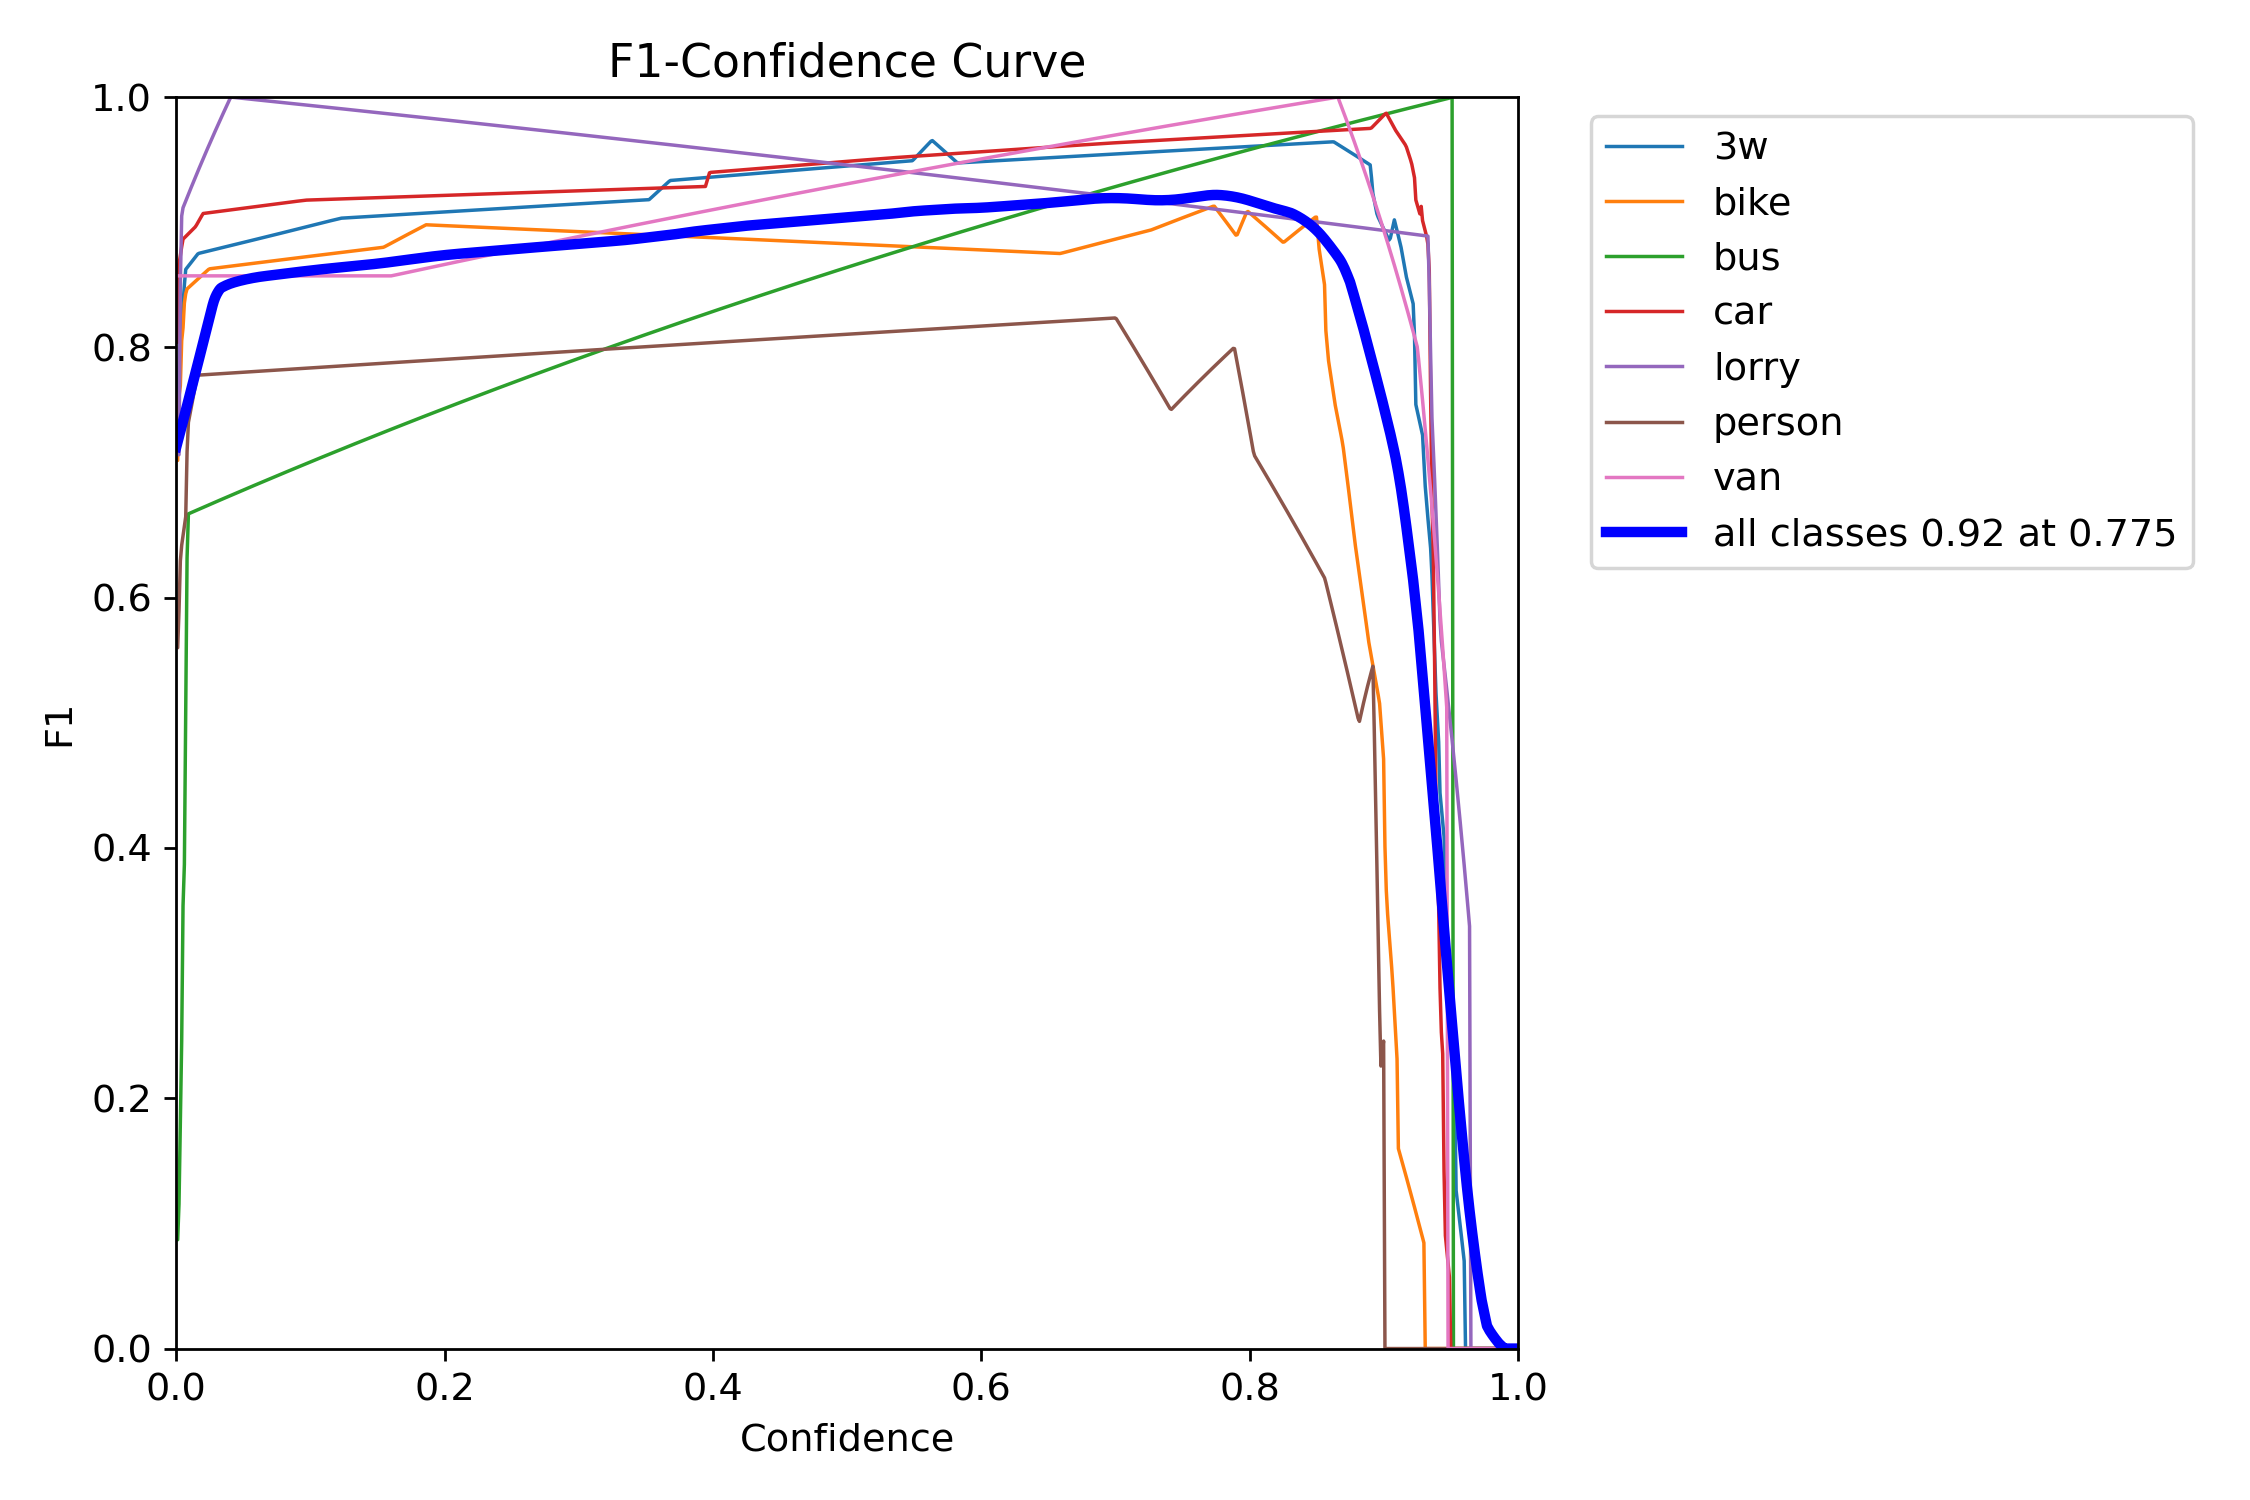 F1-Confidence Curve
1.0
0.8
0.6
0.4
0.2
0.0
F1
0.0 0.2 0.4 0.6 0.8 1.0
Confidence
3w
bike
bus
car
lorry
person
van
all classes 0.92 at 0.775